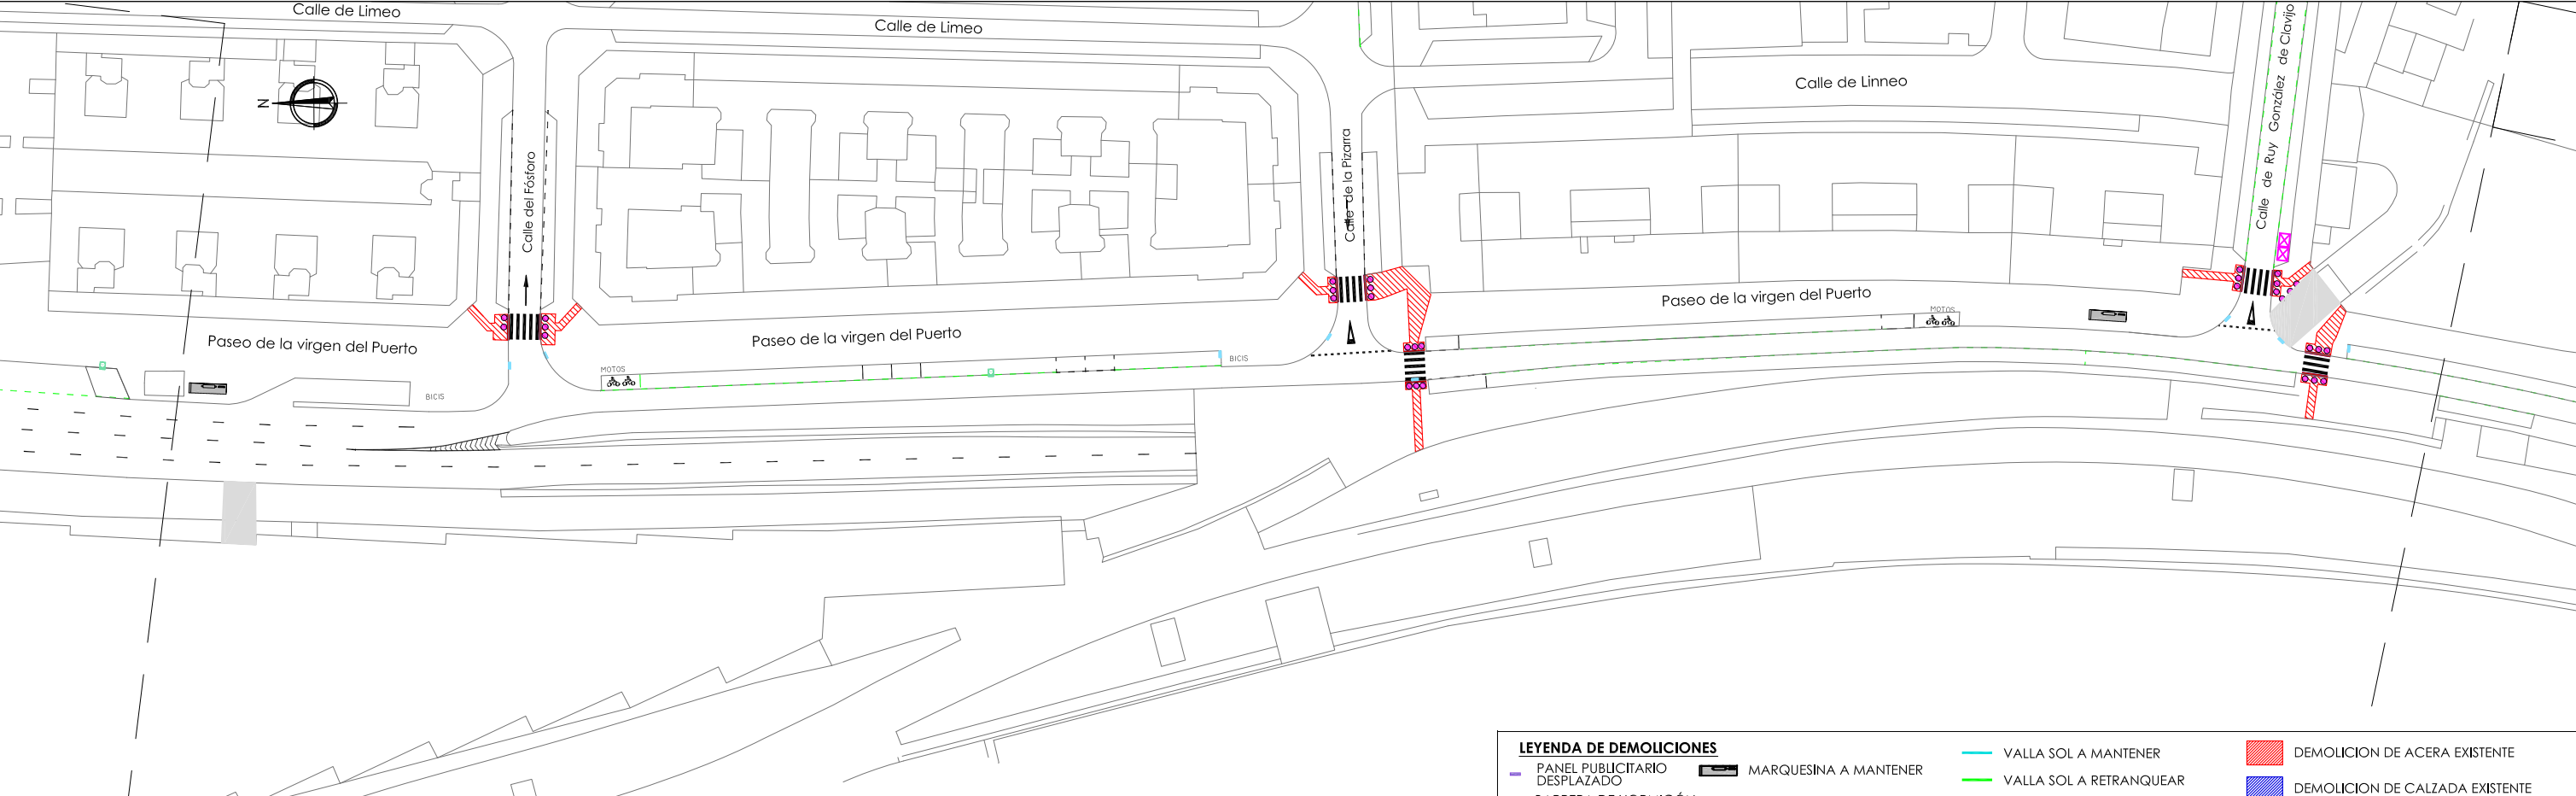 Calle de Limeo
Calle de Limeo
Calle de Linneo
Calle de Ruy González de Clavijo
N
Calle del Fósforo
Calle de la Pizarra
Paseo de la virgen del Puerto
Paseo de la virgen del Puerto
Paseo de la virgen del Puerto
MOTOS
MOTOS
BICIS
BICIS
LEYENDA DE DEMOLICIONES
PANEL PUBLICITARIO
DESPLAZADO
MARQUESINA A MANTENER
VALLA SOL A MANTENER
VALLA SOL A RETRANQUEAR
DEMOLICION DE ACERA EXISTENTE
DEMOLICION DE CALZADA EXISTENTE